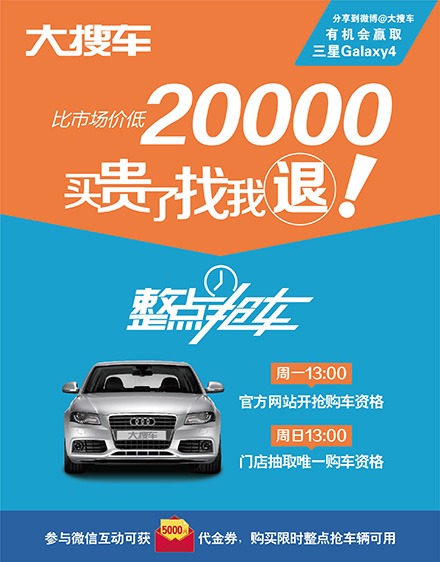 大搜车
分享到微博@大搜车
有机会赢取
三星Galaxy4
比市场价低20000
买贵了找我退!
整点抢车
周一13:00
官方网站开抢购车资格
周日13:00
门店抽取唯一购车资格
大搜车
参与微信互动可获 5000元 代金券，购买限时整点抢车辆可用